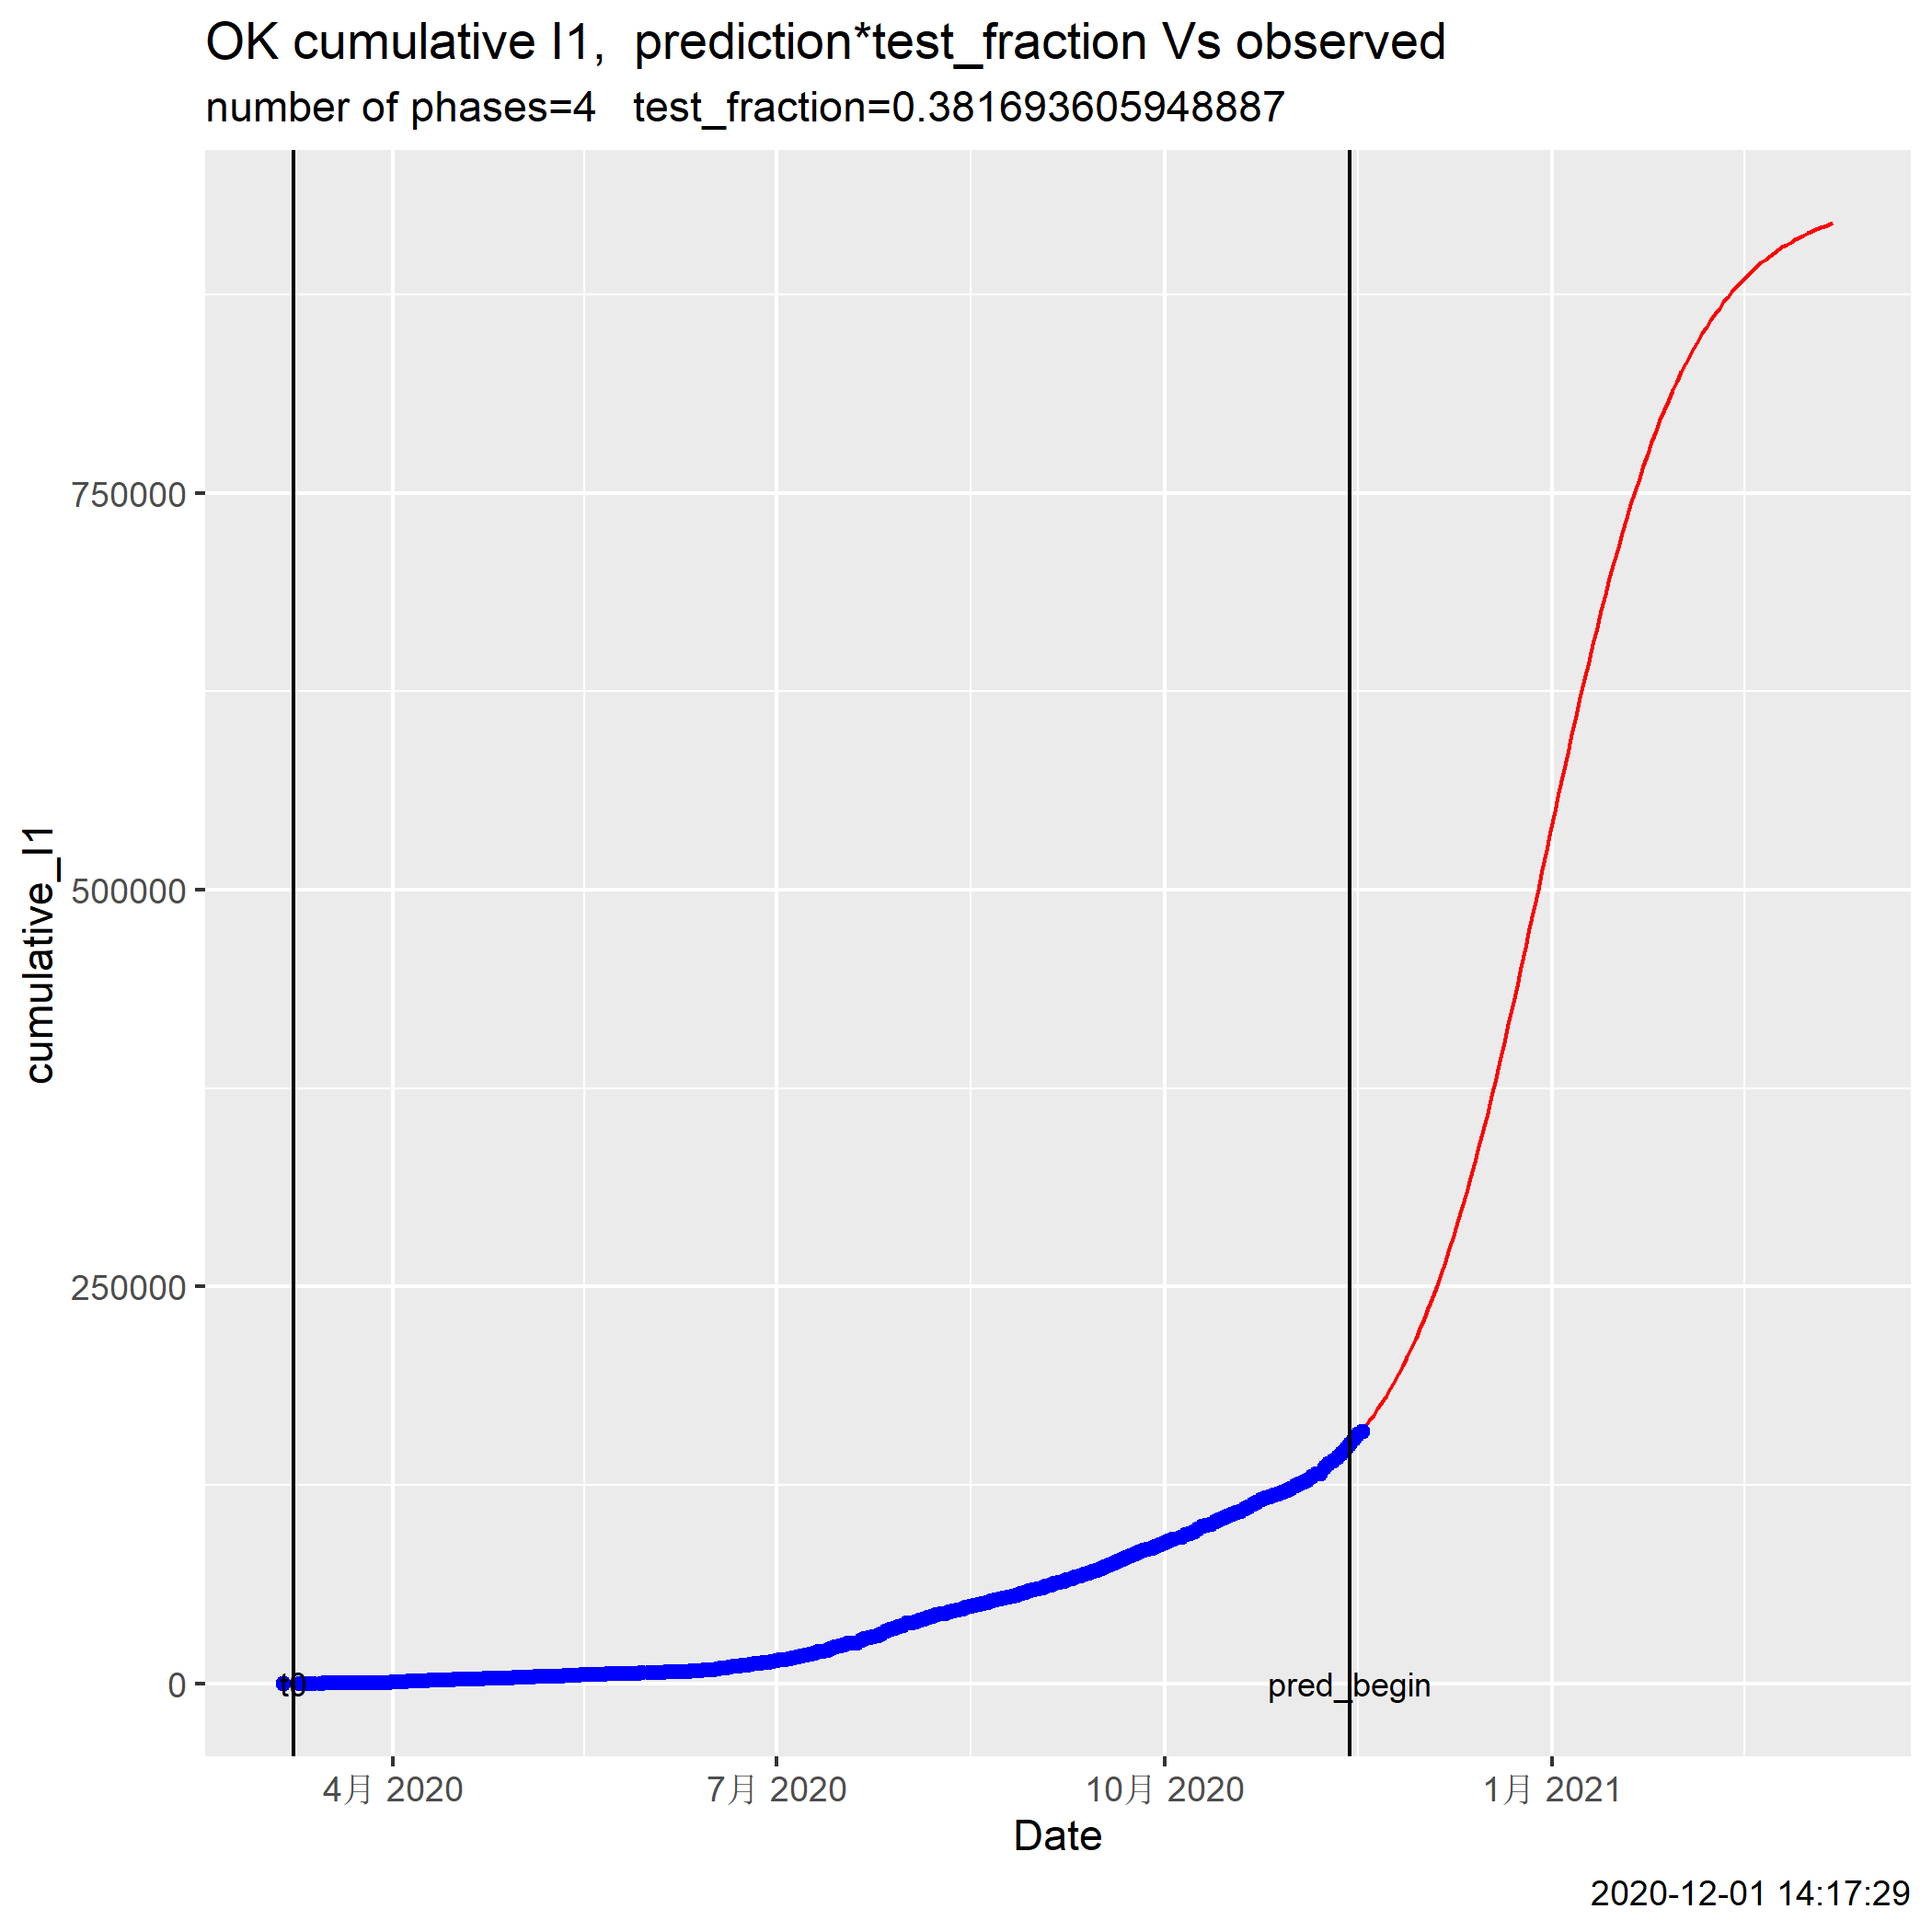 OK cumulative I1,  prediction*test_fraction Vs observed
number of phases=4   test_fraction=0.381693605948887
cumulative_I1
750000
500000
250000
0
t0
pred_begin
4月 2020
7月 2020
10月 2020
1月 2021
Date
2020-12-01 14:17:29